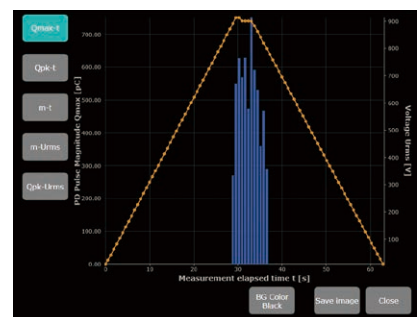 Qmax-t
Qpk-t
m-t
m-Urms
Qpk-Urms
PD Pulse Magnitude Qmax [pC]
700.00
600.00
500.00
400.00
300.00
200.00
100.00
0.00
0
10
20
30
40
50
60
Measurement elapsed time t [s]
900
800
700
600
500
400
300
200
100
Voltage Urms [V]
BG Color
Black
Save Image
Close